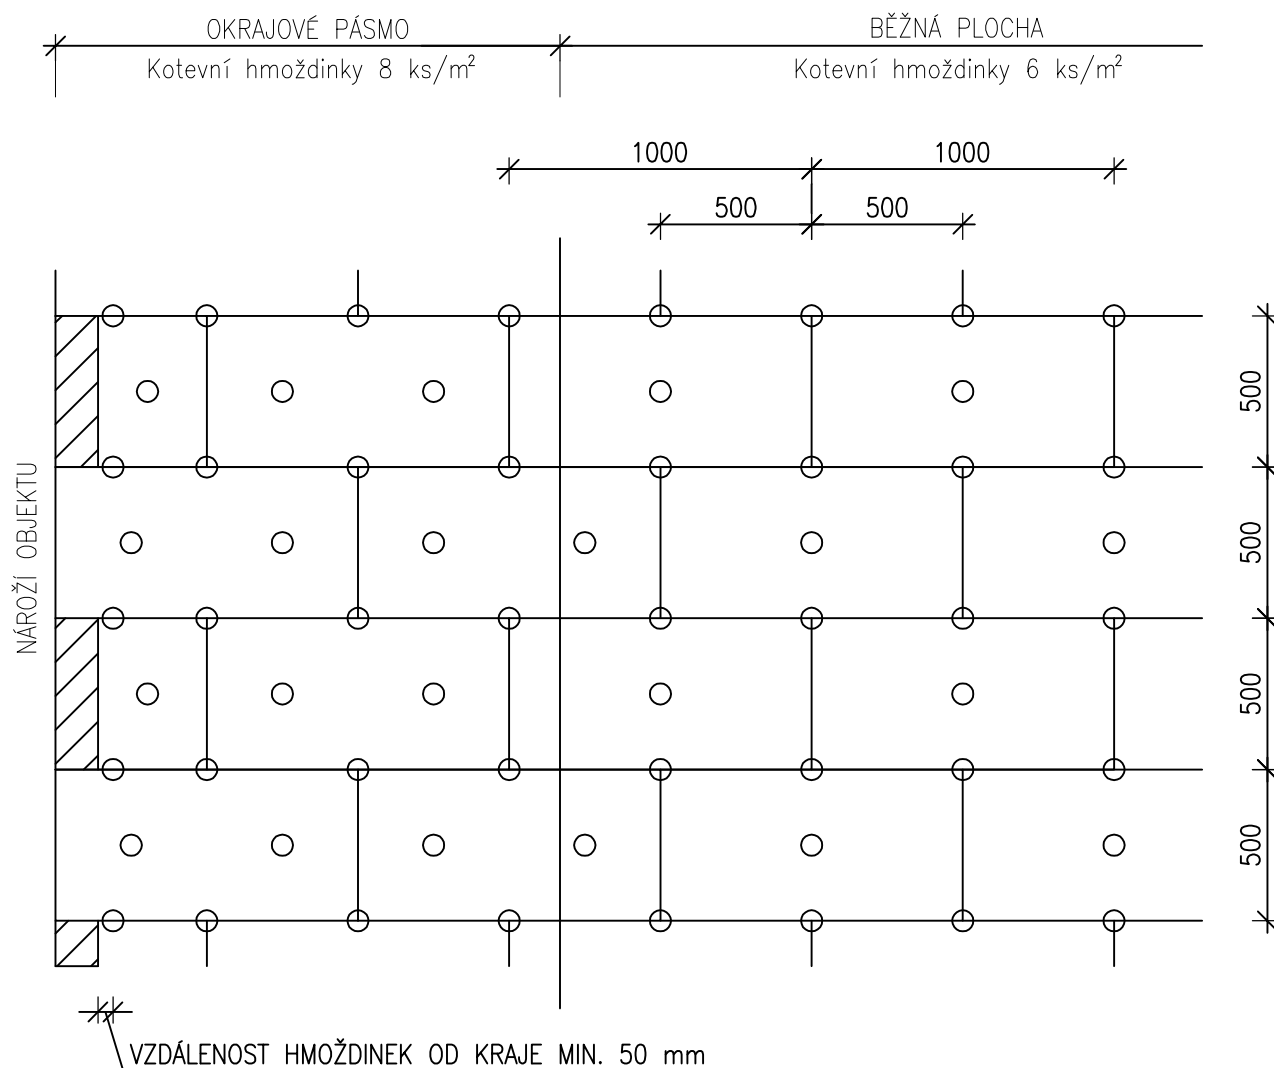 OKRAJOVÉ PÁSMO
BĚŽNÁ PLOCHA
Kotevní hmoždinky 8 ks/m²
Kotevní hmoždinky 6 ks/m²
1000
1000
500
500
500
500
500
500
NÁROŽÍ OBJEKTU
VZDÁLENOST HMOŽDINEK OD KRAJE MIN. 50 mm